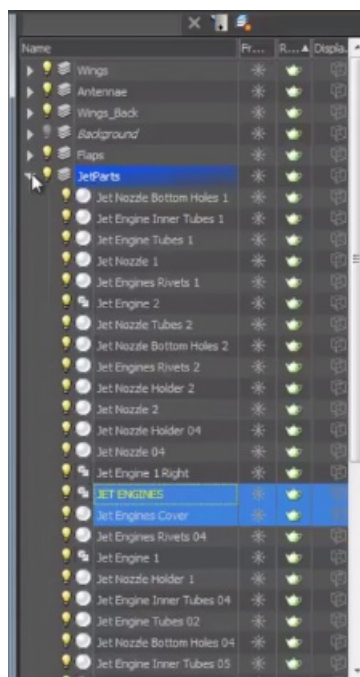 Name Fr... R... Displa...
Wings
Antennae
Wings_Back
Background
Flaps
JetParts
Jet Nozzle Bottom Holes 1
Jet Engine Inner Tubes 1
Jet Engine Tubes 1
Jet Nozzle 1
Jet Engines Rivets 1
Jet Engine 2
Jet Nozzle Tubes 2
Jet Nozzle Bottom Holes 2
Jet Engines Rivets 2
Jet Nozzle Holder 2
Jet Nozzle 2
Jet Nozzle Holder 04
Jet Nozzle 04
Jet Engine 1 Right
JET ENGINES
Jet Engines Cover
Jet Engines Rivets 04
Jet Engine 1
Jet Nozzle Holder 1
Jet Engine Inner Tubes 04
Jet Engine Tubes 02
Jet Nozzle Bottom Holes 04
Jet Engine Inner Tubes 05